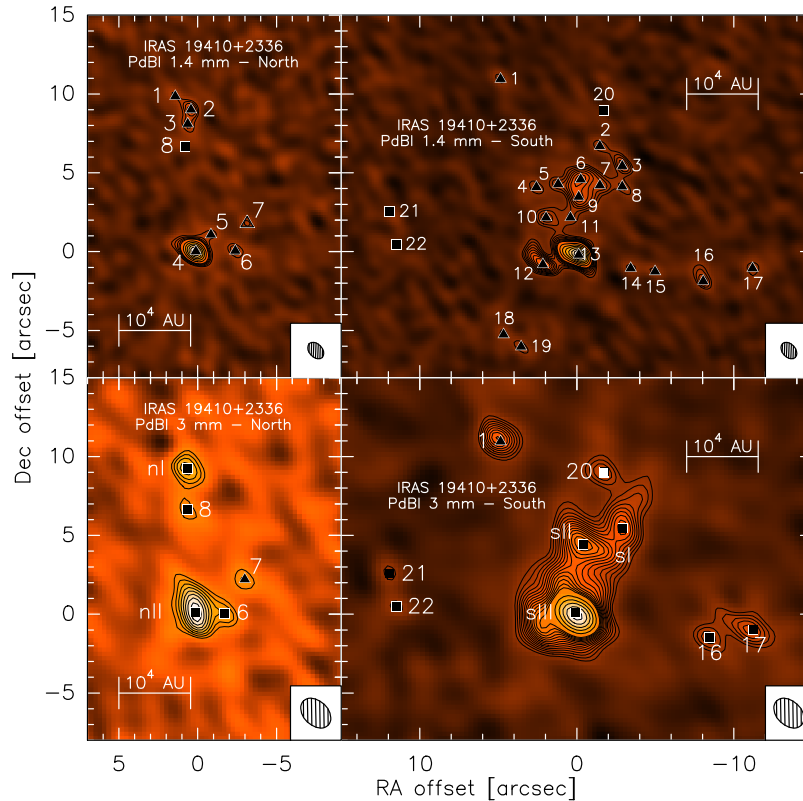 15
10
5
0
−5
Dec offset [arcsec]
IRAS 19410+2336
PdBI 1.4 mm − North
1
2
3
8
7
5
4
6
10⁴ AU
IRAS 19410+2336
PdBI 1.4 mm − South
10⁴ AU
1
20
2
3
6
5
7
4
8
9
21
10
11
22
13
12
14
15
16
17
18
19
15
10
5
0
−5
IRAS 19410+2336
PdBI 3 mm − North
nI
8
7
nII
6
10⁴ AU
IRAS 19410+2336
PdBI 3 mm − South
10⁴ AU
1
20
sII
sI
21
22
sIII
16
17
5
0
−5
10
0
−10
RA offset [arcsec]